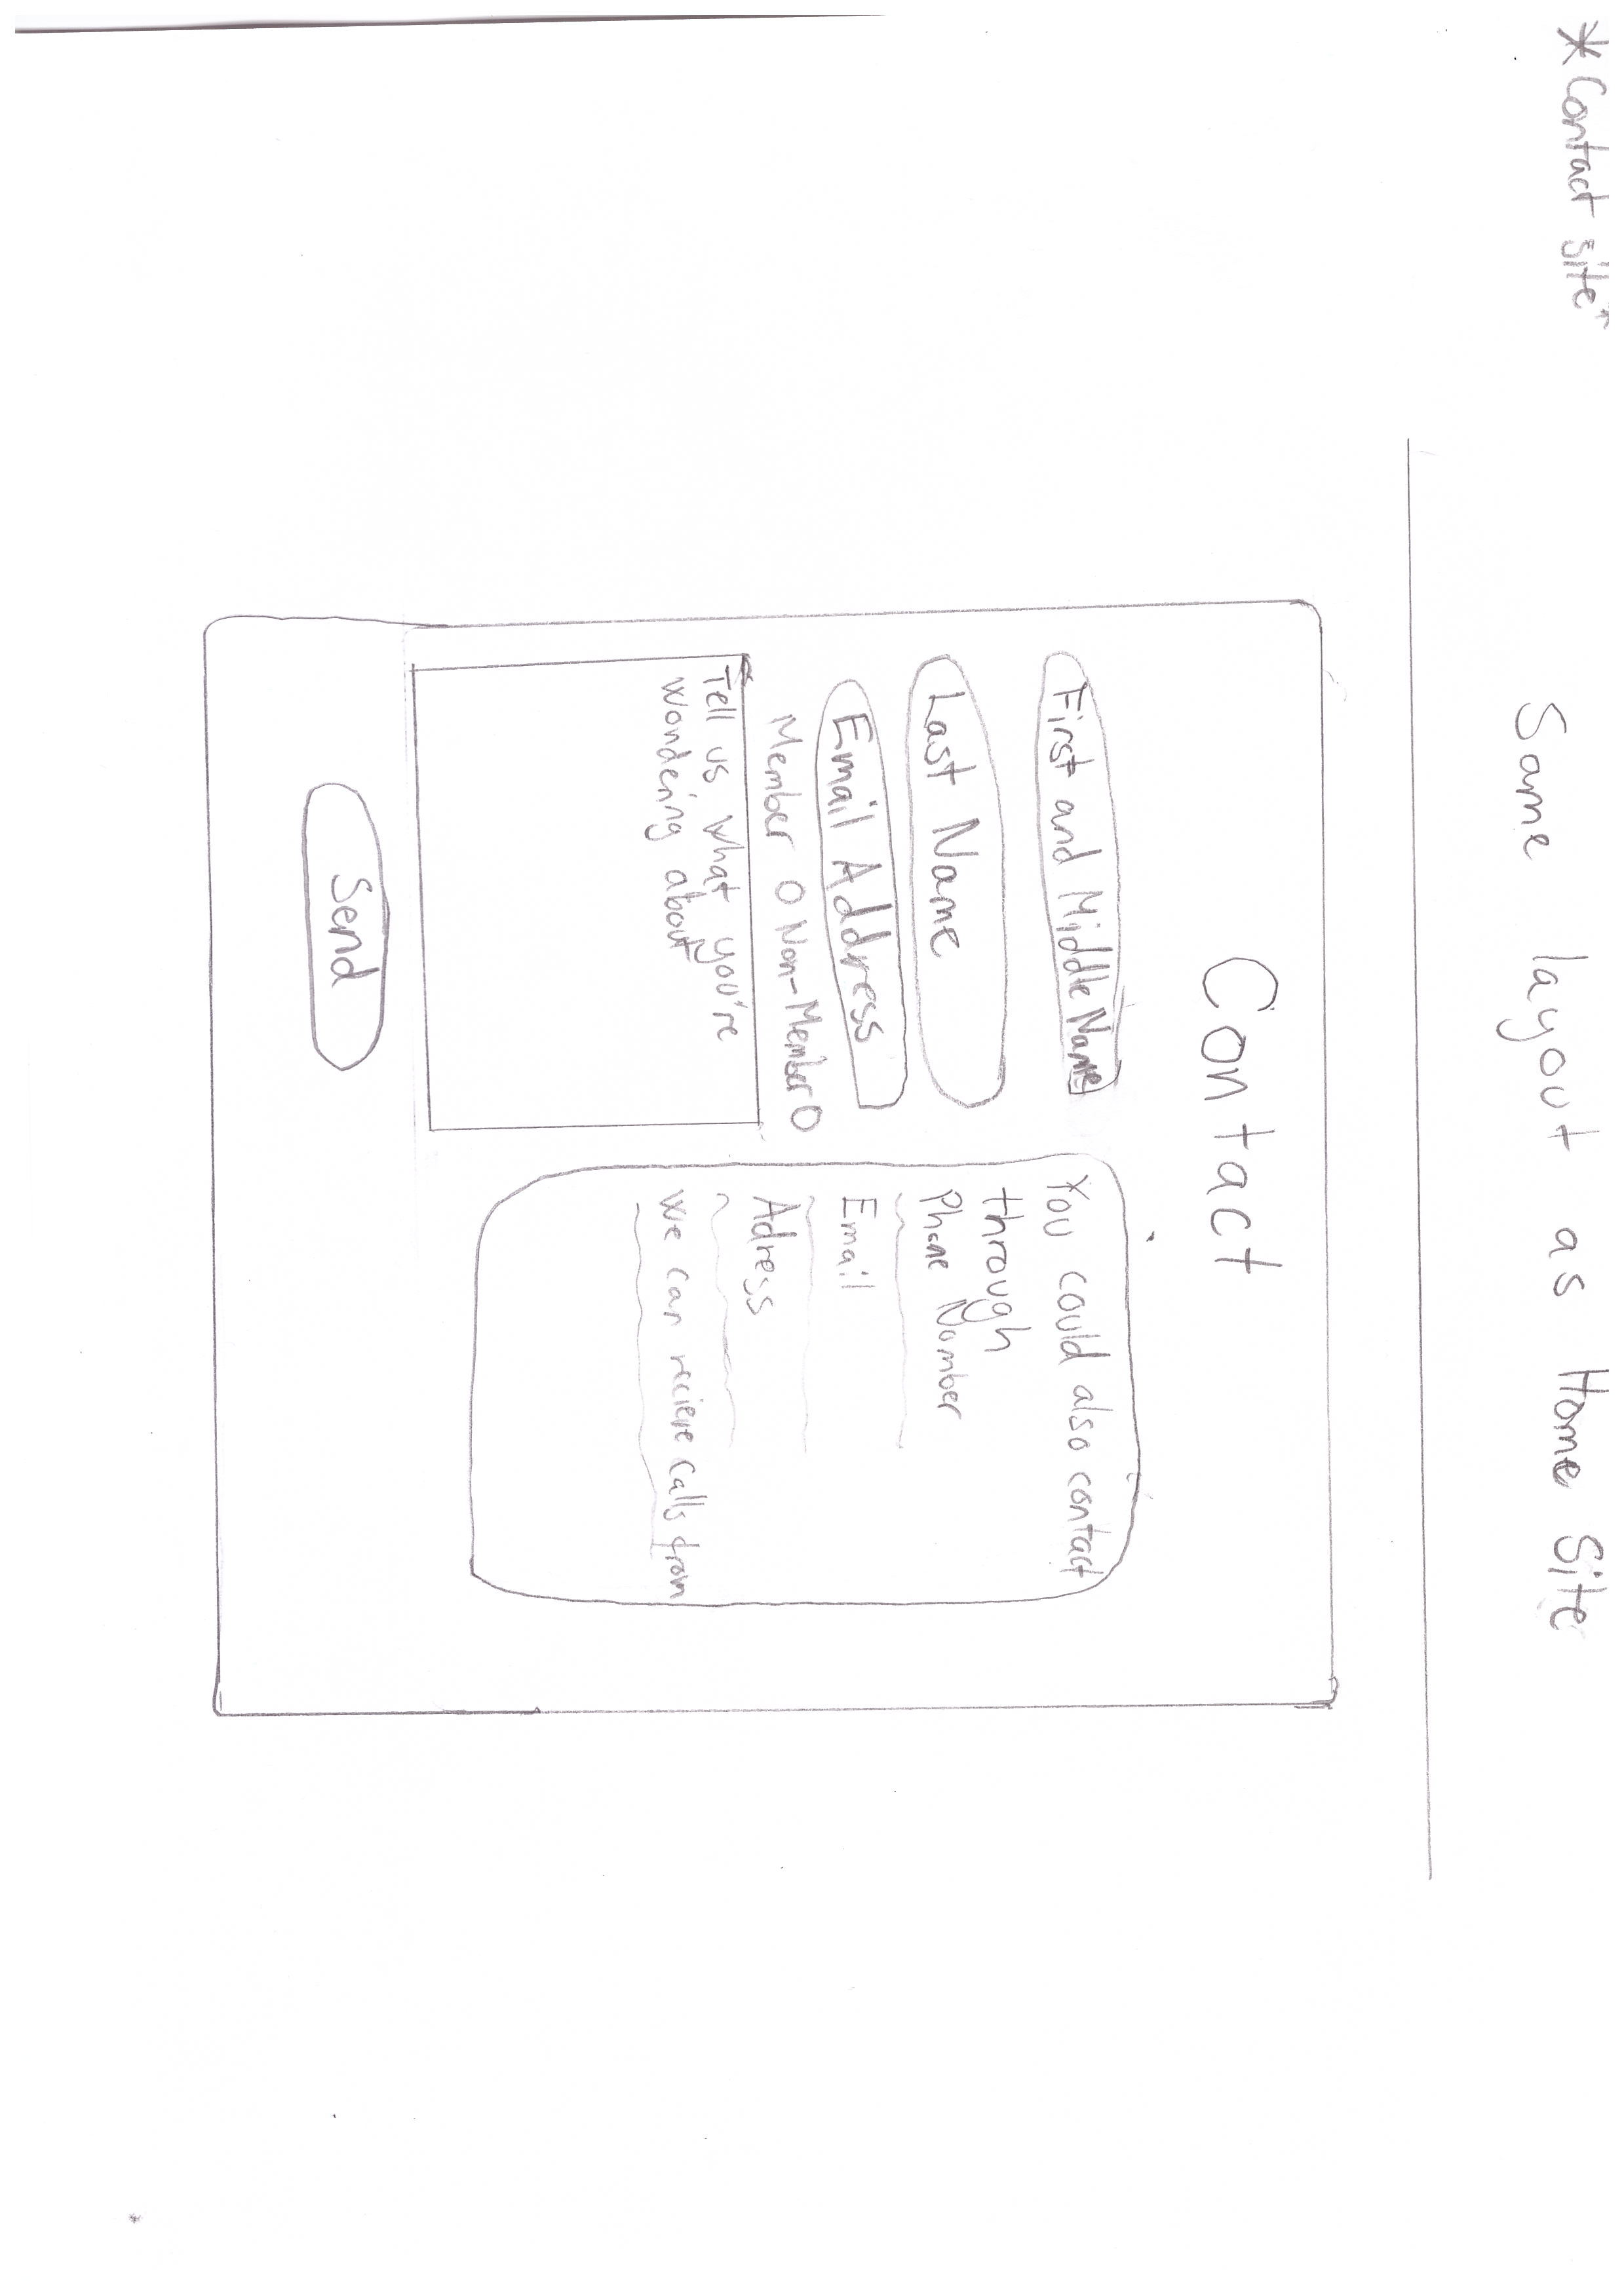 *Contact site*
Same layout as Home Site
Contact
First and Middle Name
Last Name
Email Address
Member O Non-Member O
Tell us what you're
wondering about
Send
You could also contact
through
Phone Number
Email
Adress
we can recieve calls from